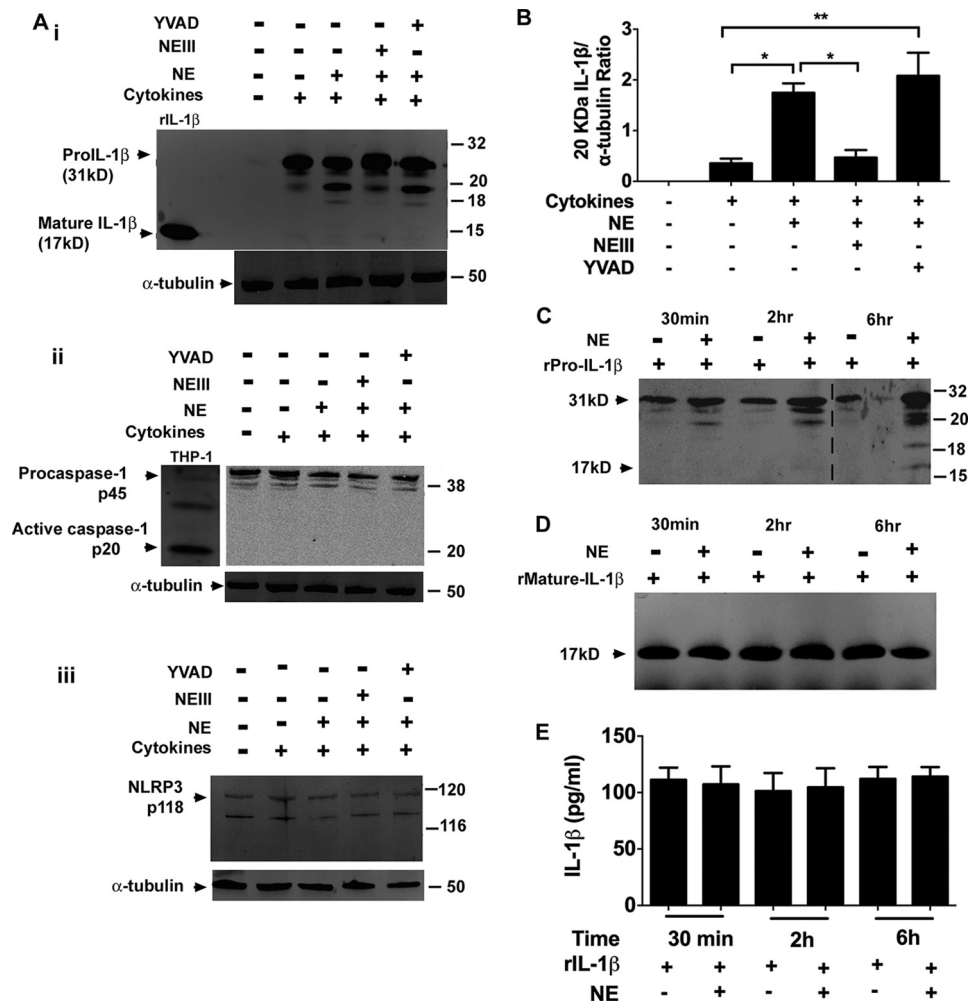 A i
YVAD - - - - +
NEIII - - - + -
NE - - + + +
Cytokines - + + + +
rIL-1β
ProIL-1β
(31kD)
Mature IL-1β
(17kD)
32
20
18
15
α-tubulin
50
ii
YVAD - - - - +
NEIII - - - + -
NE - - + + +
Cytokines - + + + +
THP-1
Procaspase-1
p45
Active caspase-1
p20
38
20
α-tubulin
50
iii
YVAD - - - - +
NEIII - - - + -
NE - - + + +
Cytokines - + + + +
NLRP3
p118
120
116
α-tubulin
50
B
20 KDa IL-1β/
α-tubulin Ratio
3
2
1
0
**
* *
Cytokines - + + + +
NE - - + + +
NEIII - - - + -
YVAD - - - - +
C
30min 2hr 6hr
NE - + - + - +
rPro-IL-1β + + + + + +
31kD
17kD
32
20
18
15
D
30min 2hr 6hr
NE - + - + - +
rMature-IL-1β + + + + + +
17kD
E
IL-1β (pg/ml)
150
100
50
0
Time 30 min 2h 6h
rIL-1β + + + + + +
NE - + - + - +